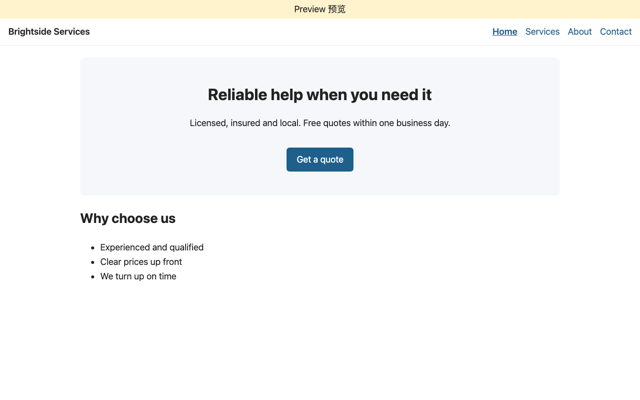 Preview 预览
Brightside Services
Home Services About Contact
Reliable help when you need it
Licensed, insured and local. Free quotes within one business day.
Get a quote
Why choose us
Experienced and qualified
Clear prices up front
We turn up on time